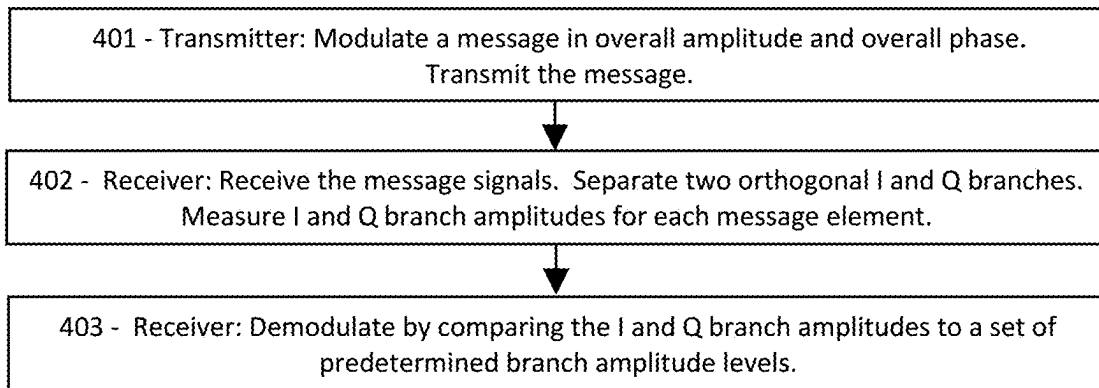 401 - Transmitter: Modulate a message in overall amplitude and overall phase.
Transmit the message.
402 - Receiver: Receive the message signals. Separate two orthogonal I and Q branches.
Measure I and Q branch amplitudes for each message element.
403 - Receiver: Demodulate by comparing the I and Q branch amplitudes to a set of
predetermined branch amplitude levels.